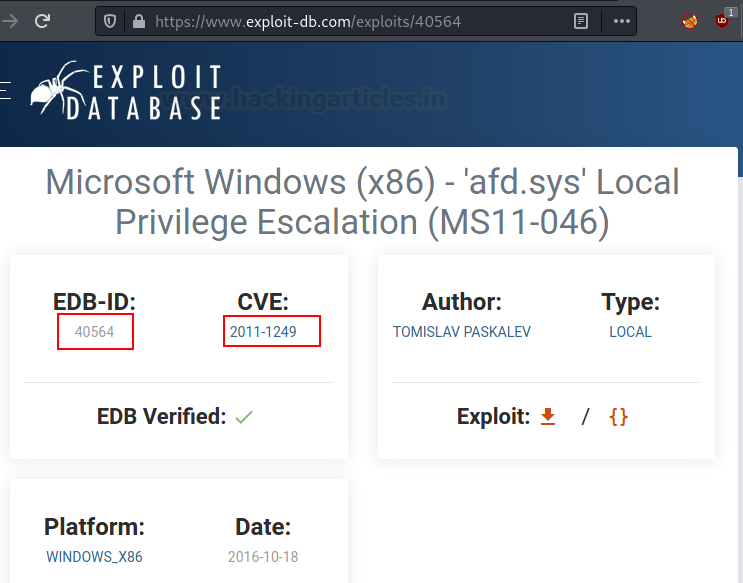 https://www.exploit-db.com/exploits/40564
1
UD
EXPLOIT
DATABASE
www.hackingarticles.in
Microsoft Windows (x86) - 'afd.sys' Local
Privilege Escalation (MS11-046)
EDB-ID:
40564
CVE:
2011-1249
EDB Verified:
Author:
TOMISLAV PASKALEV
Type:
LOCAL
Exploit: / {}
Platform:
WINDOWS_X86
Date:
2016-10-18